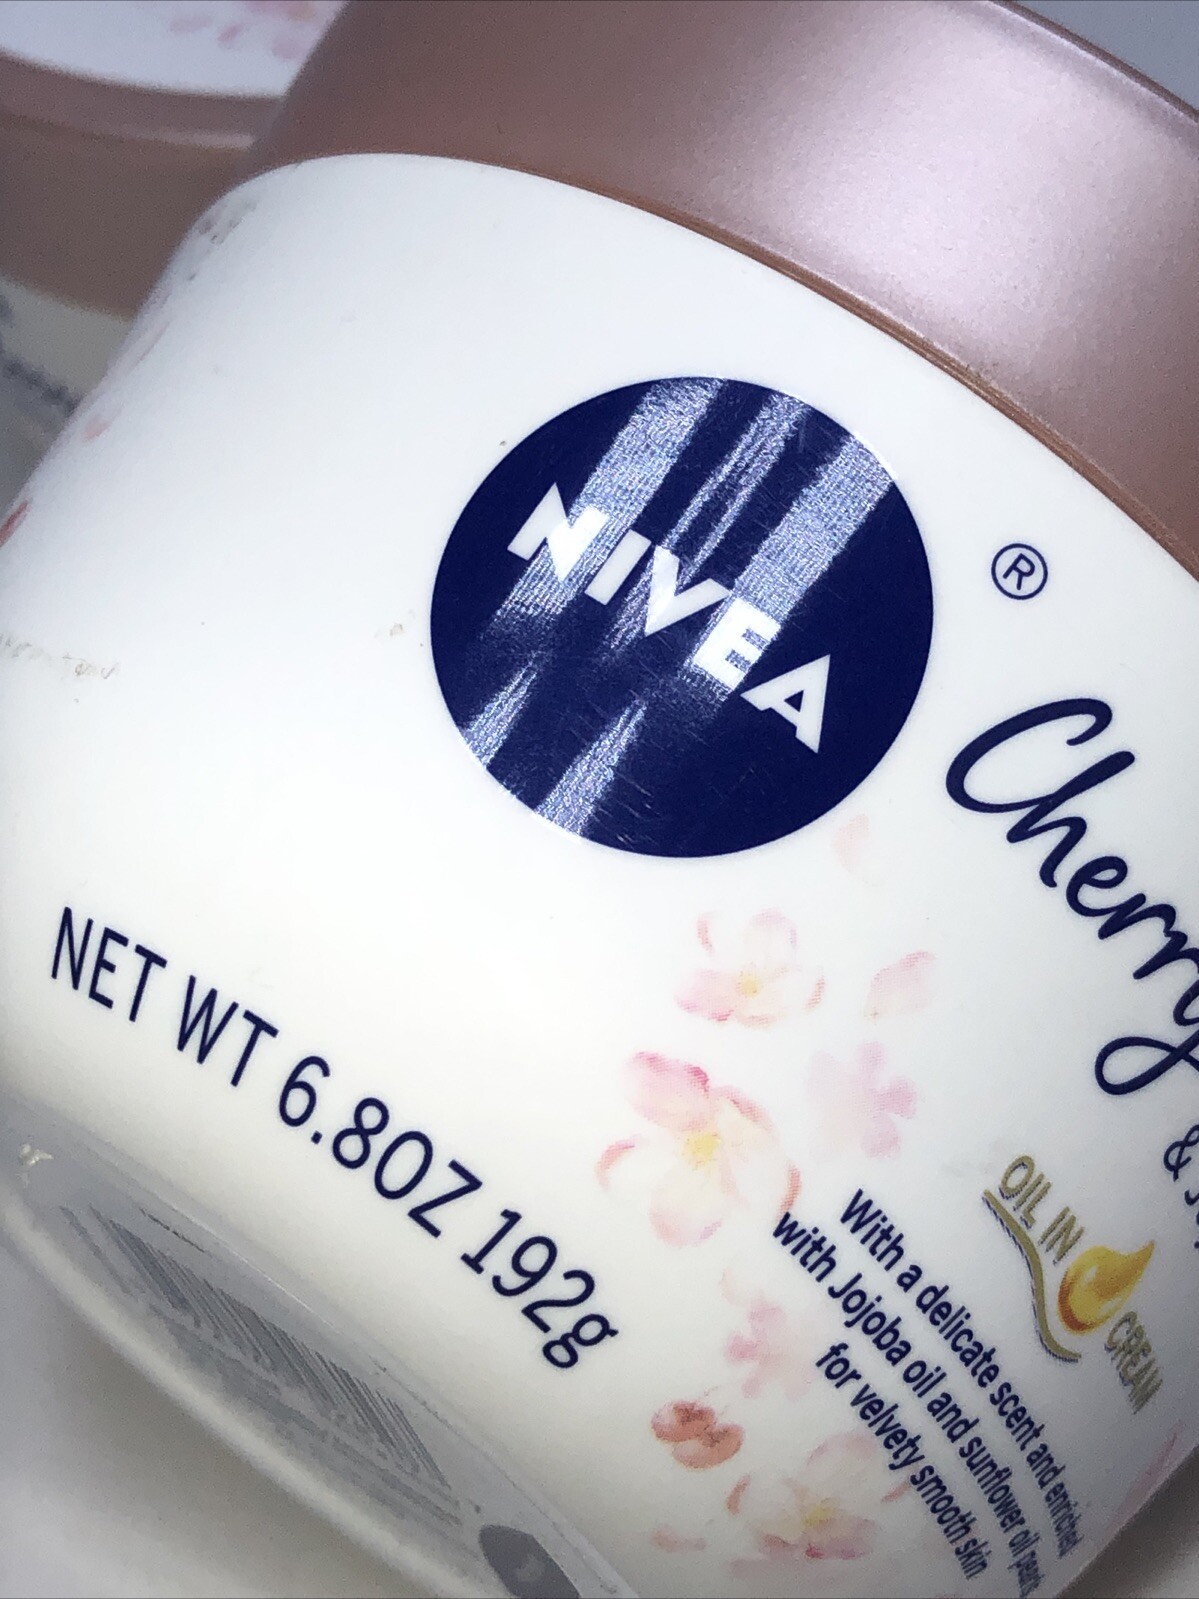 NIVEA
®
Cherry
&
OIL IN
CREAM
With a delicate scent and enriched
with Jojoba oil and sunflower oil pearls
for velvety smooth skin
NET WT 6.8OZ 192g